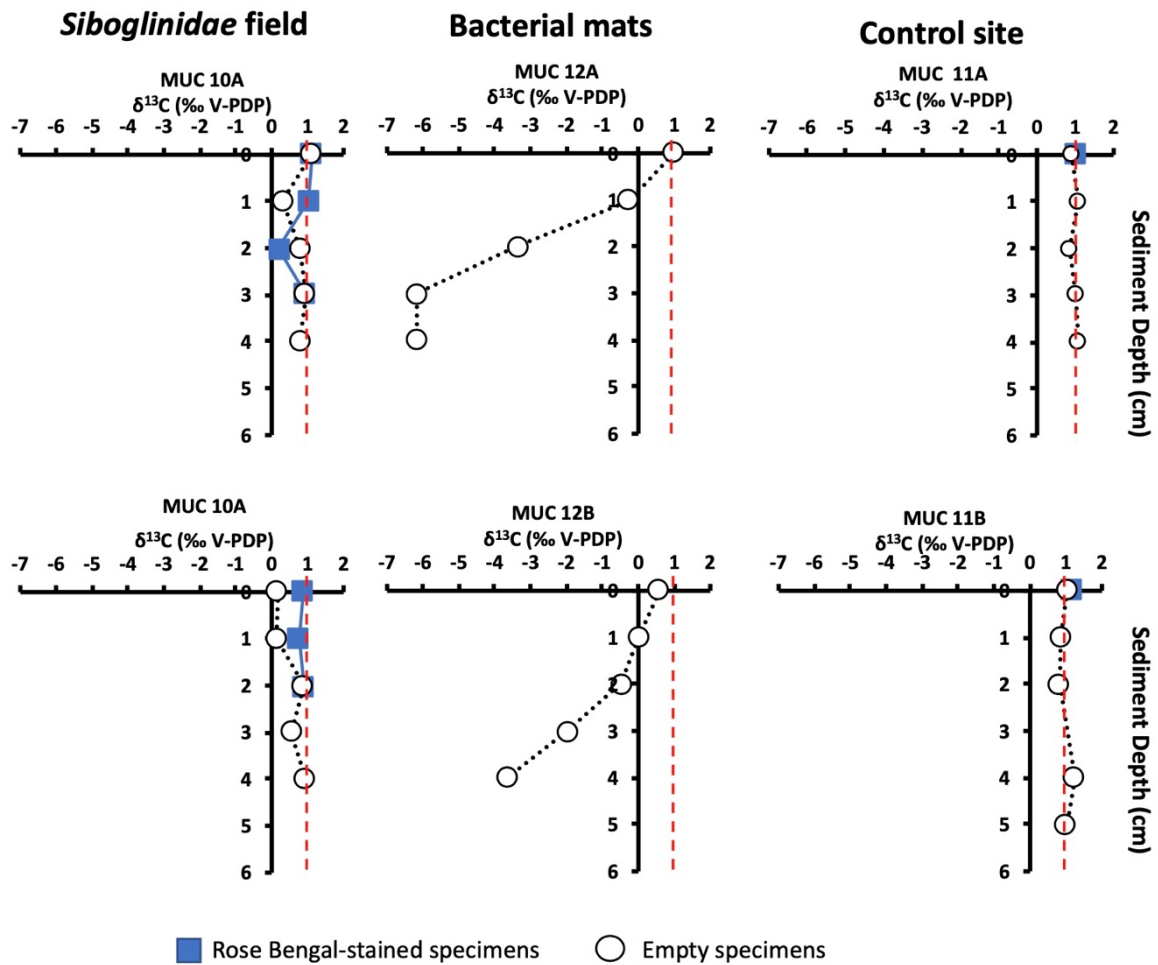 Siboglinidae field
Bacterial mats
Control site
MUC 10A
δ13C (‰ V-PDP)
-7 -6 -5 -4 -3 -2 -1 0 1 2
0
1
2
3
4
5
6
MUC 12A
δ13C (‰ V-PDP)
-7 -6 -5 -4 -3 -2 -1 0 1 2
0
1
2
3
4
5
6
MUC 11A
δ13C (‰ V-PDP)
-7 -6 -5 -4 -3 -2 -1 0 1 2
0
1
2
3
4
5
6
Sediment Depth (cm)
MUC 10A
δ13C (‰ V-PDP)
-7 -6 -5 -4 -3 -2 -1 0 1 2
0
1
2
3
4
5
6
MUC 12B
δ13C (‰ V-PDP)
-7 -6 -5 -4 -3 -2 -1 0 1 2
0
1
2
3
4
5
6
MUC 11B
δ13C (‰ V-PDP)
-7 -6 -5 -4 -3 -2 -1 0 1 2
0
1
2
3
4
5
6
Sediment Depth (cm)
Rose Bengal-stained specimens
Empty specimens